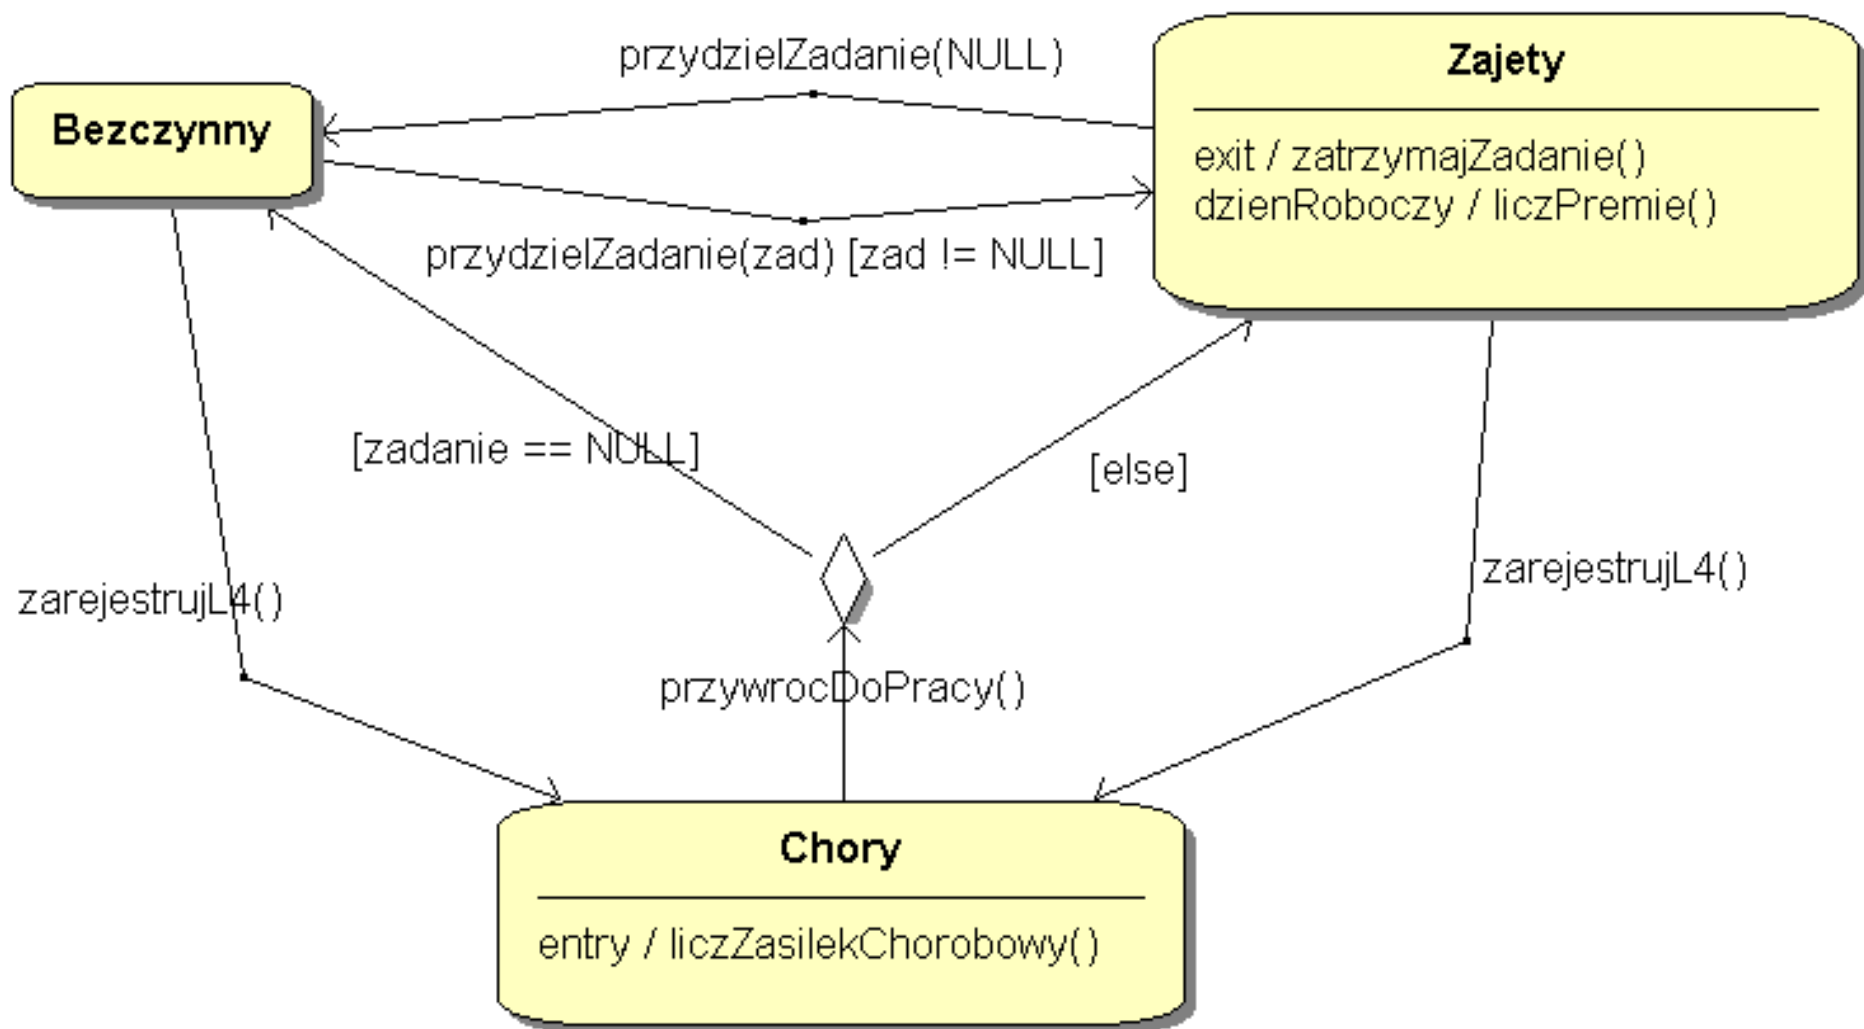 przydzielZadanie(NULL)
Zajety
Bezczynny
exit / zatrzymajZadanie()
dzienRoboczy / liczPremie()
przydzielZadanie(zad) [zad != NULL]
[zadanie == NULL]
[else]
zarejestrujL4()
zarejestrujL4()
przywrocDoPracy()
Chory
entry / liczZasilekChorobowy()